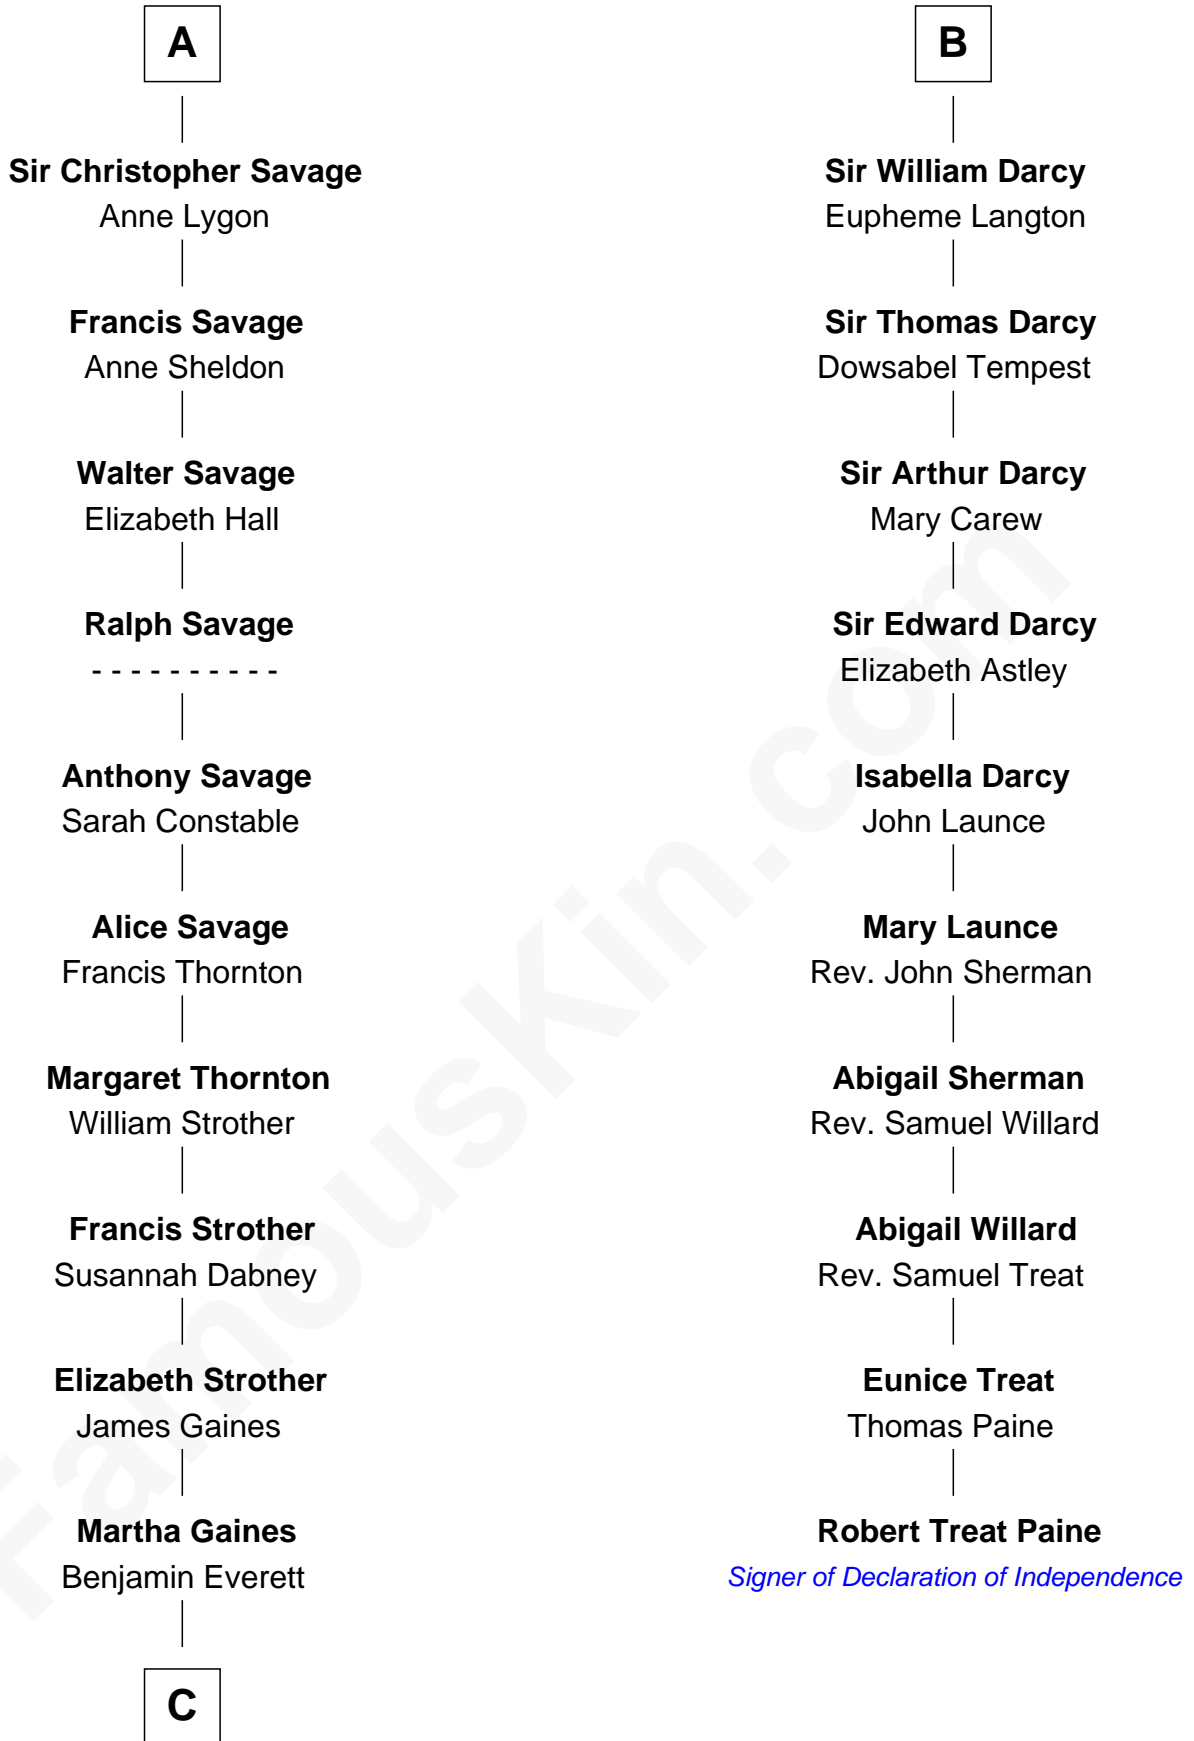 A
Sir Christopher Savage
Anne Lygon
Francis Savage
Anne Sheldon
Walter Savage
Elizabeth Hall
Ralph Savage
- - - - - - - - - -
Anthony Savage
Sarah Constable
Alice Savage
Francis Thornton
Margaret Thornton
William Strother
Francis Strother
Susannah Dabney
Elizabeth Strother
James Gaines
Martha Gaines
Benjamin Everett
C
B
Sir William Darcy
Eupheme Langton
Sir Thomas Darcy
Dowsabel Tempest
Sir Arthur Darcy
Mary Carew
Sir Edward Darcy
Elizabeth Astley
Isabella Darcy
John Launce
Mary Launce
Rev. John Sherman
Abigail Sherman
Rev. Samuel Willard
Abigail Willard
Rev. Samuel Treat
Eunice Treat
Thomas Paine
Robert Treat Paine
Signer of Declaration of Independence
FamousKin.com